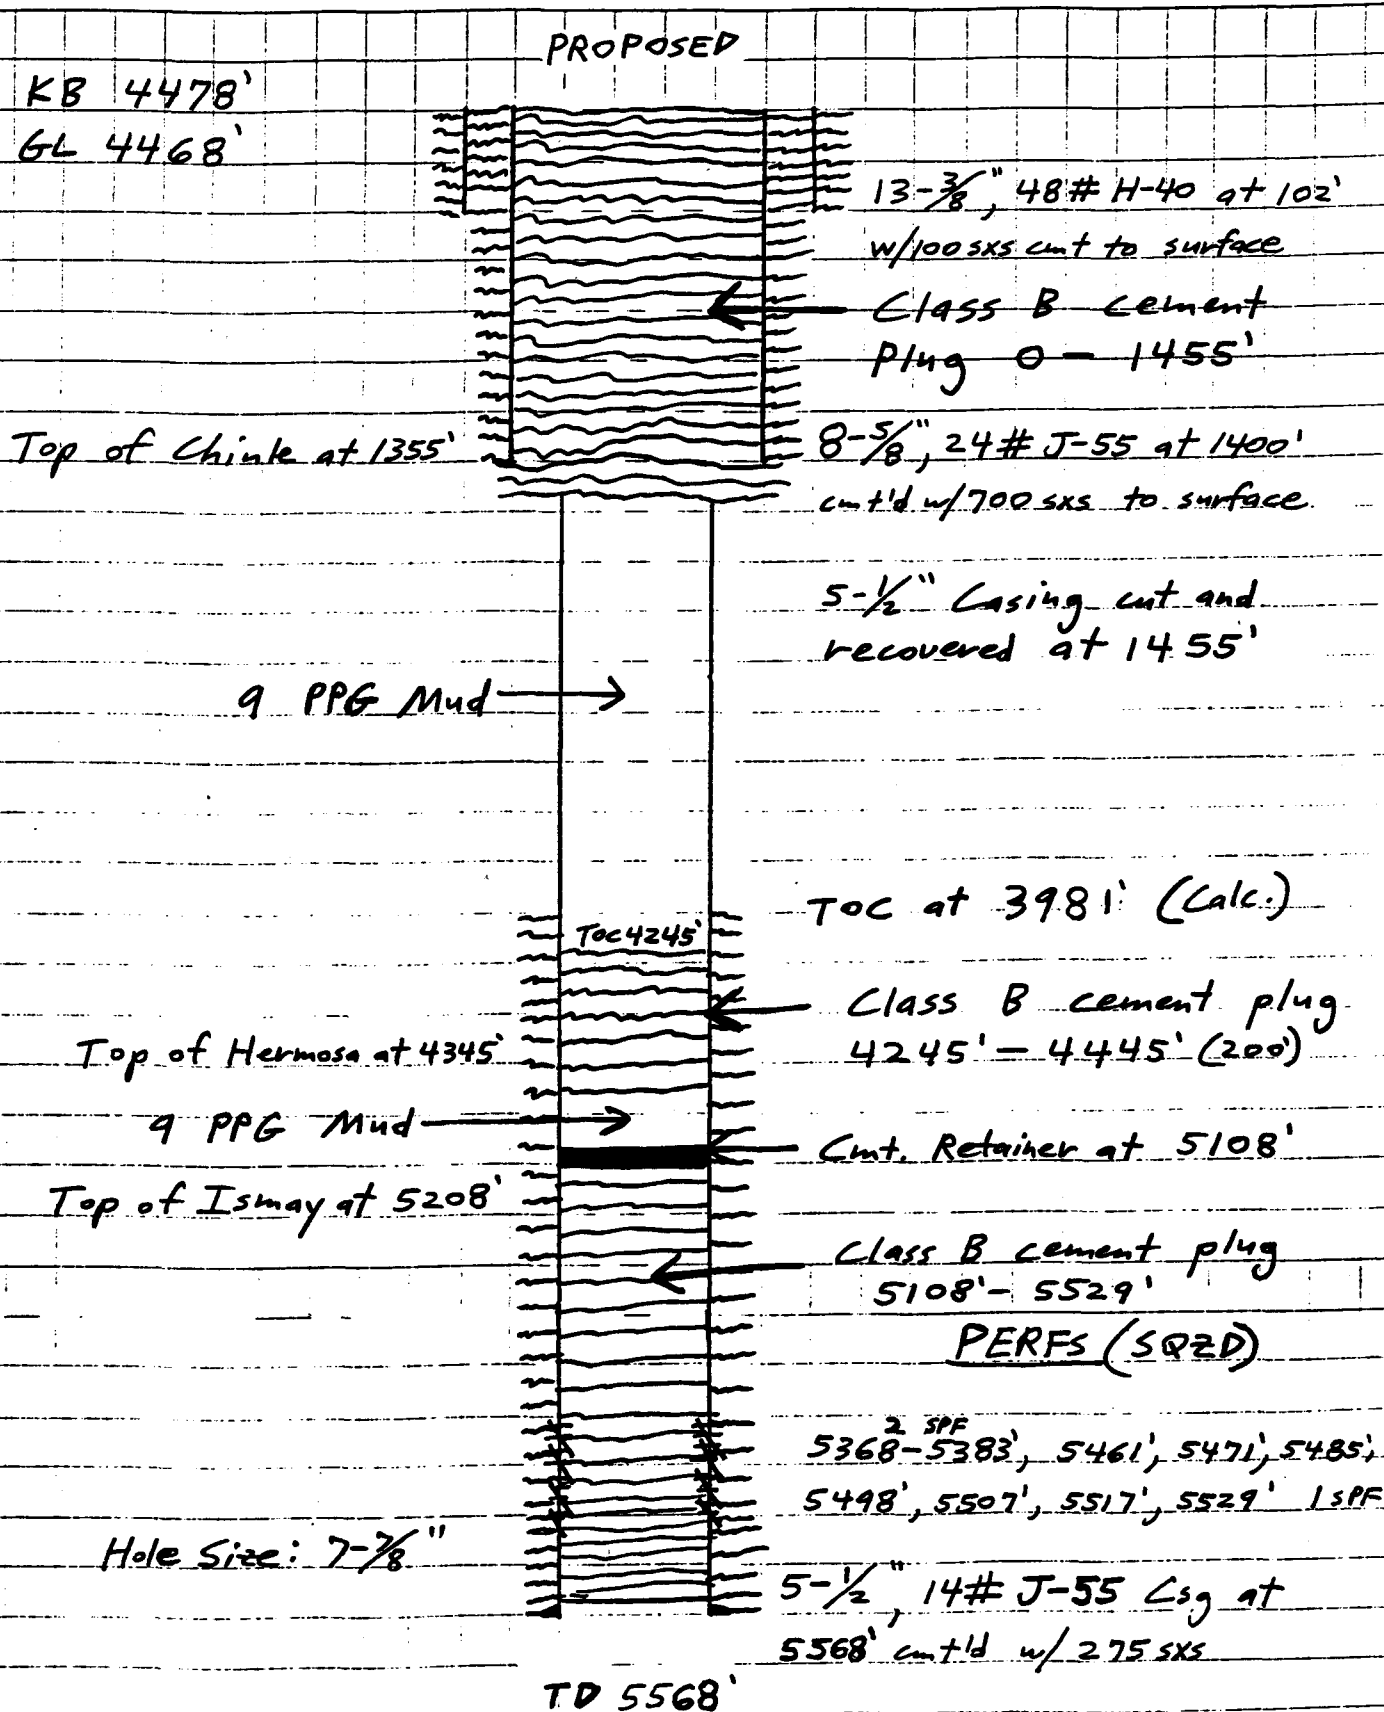 PROPOSED
KB 4478'
GL 4468'
13-3/8", 48# H-40 at 102'
w/100 sxs cmt to surface
Class B cement
Plug 0 - 1455'
Top of Chinle at 1355'
8-5/8", 24# J-55 at 1400'
cmt'd w/700 sxs to surface
5-1/2" Casing cut and
recovered at 1455'
9 PPG Mud
TOC at 3981' (Calc.)
TOC 4245'
Class B cement plug
4245' - 4445' (200')
Top of Hermosa at 4345'
9 PPG Mud
Cmt. Retainer at 5108'
Top of Ismay at 5208'
Class B cement plug
5108' - 5529'
PERFS (SQZD)
2 SPF
5368-5383', 5461', 5471', 5485',
5498', 5507', 5517', 5529' 1 SPF
Hole Size: 7-7/8"
5-1/2", 14# J-55 Csg at
5568' cmt'd w/ 275 sxs
TD 5568'